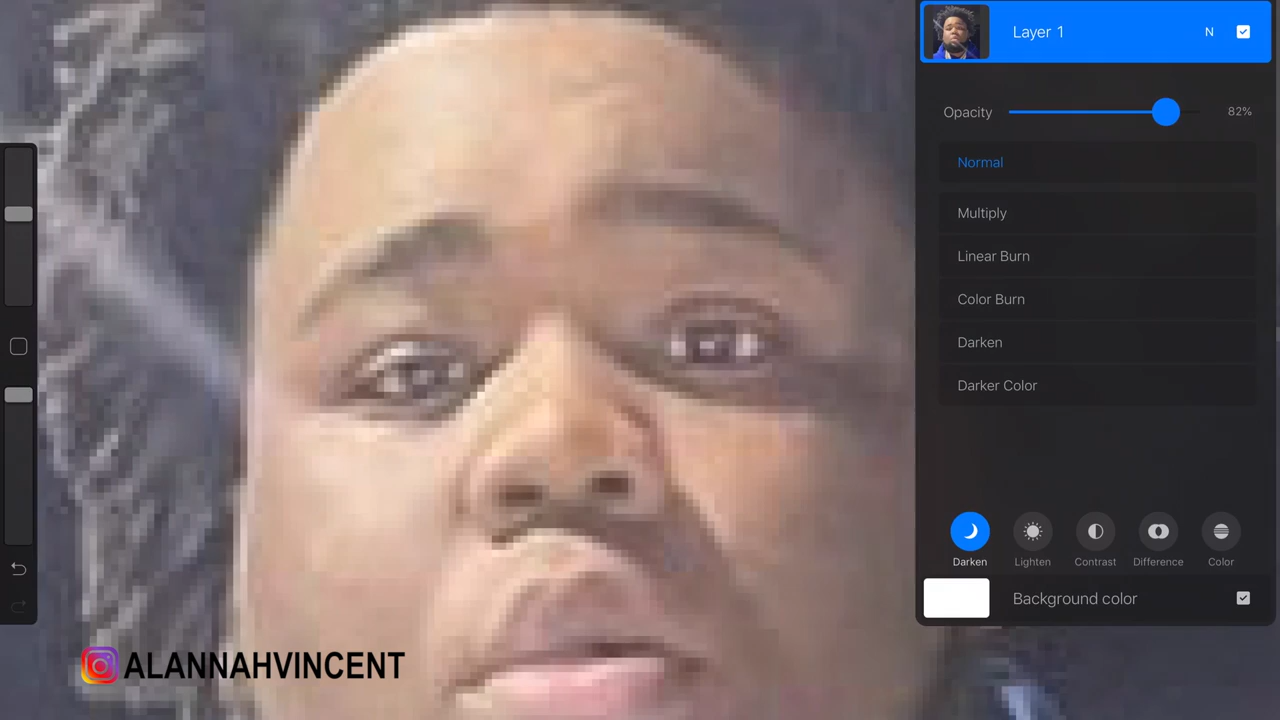 Layer 1 N
Opacity 82%
Normal
Multiply
Linear Burn
Color Burn
Darken
Darker Color
Darken Lighten Contrast Difference Color
Background color
ALANNAHVINCENT